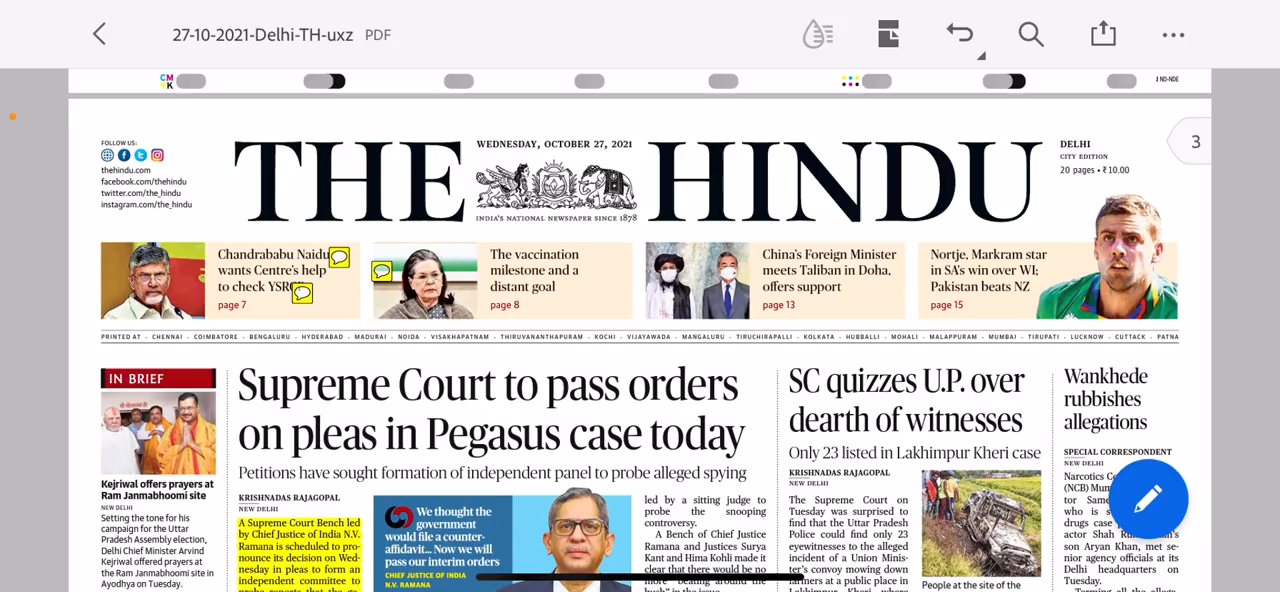 27-10-2021-Delhi-TH-uxz PDF
CM
YK
3
FOLLOW US:
thehindu.com
facebook.com/thehindu
twitter.com/the_hindu
instagram.com/the_hindu
THE HINDU
WEDNESDAY, OCTOBER 27, 2021
INDIA'S NATIONAL NEWSPAPER SINCE 1878
DELHI
CITY EDITION
20 pages • ₹10.00
Chandrababu Naidu
wants Centre's help
to check
page 7
The vaccination
milestone and a
distant goal
page 8
China's Foreign Minister
meets Taliban in Doha,
offers support
page 13
Nortje, Markram star
in SA's win over WI;
Pakistan beats NZ
page 15
PRINTED AT • CHENNAI • COIMBATORE • BENGALURU • HYDERABAD • MADURAI • NOIDA • VISAKHAPATNAM • THIRUVANANTHAPURAM • KOCHI • VIJAYAWADA • MANGALURU • TIRUCHIRAPALLI • KOLKATA • HUBBALLI • MOHALI • MALAPPURAM • MUMBAI • TIRUPATI • LUCKNOW • CUTTACK • PATNA
IN BRIEF
Kejriwal offers prayers at
Ram Janmabhoomi site
NEW DELHI
Setting the tone for his
campaign for the Uttar
Pradesh Assembly election,
Delhi Chief Minister Arvind
Kejriwal offered prayers at
the Ram Janmabhoomi site in
Ayodhya on Tuesday.
Supreme Court to pass orders
on pleas in Pegasus case today
Petitions have sought formation of independent panel to probe alleged spying
KRISHNADAS RAJAGOPAL
NEW DELHI
A Supreme Court Bench led
by Chief Justice of India N.V.
Ramana is scheduled to pro-
nounce its decision on Wed-
nesday in pleas to form an
independent committee to
We thought the
government
would file a counter-
affidavit... Now we will
pass our interim orders
CHIEF JUSTICE OF INDIA
N.V. RAMANA
led by a sitting judge to
probe the snooping
controversy.
A Bench of Chief Justice
Ramana and Justices Surya
Kant and Hima Kohli made it
clear that there would be no
SC quizzes U.P. over
dearth of witnesses
Only 23 listed in Lakhimpur Kheri case
KRISHNADAS RAJAGOPAL
NEW DELHI
The Supreme Court on
Tuesday was surprised to
find that the Uttar Pradesh
Police could find only 23
eyewitnesses to the alleged
incident of a Union Minis-
ter's convoy mowing down
farmers at a public place in
People at the site of the
Wankhede
rubbishes
allegations
SPECIAL CORRESPONDENT
NEW DELHI
Narcotics
(NCB)
tor
who is
drugs case
actor Shah
son Aryan Khan, met se-
nior agency officials at its
Delhi headquarters on
Tuesday.